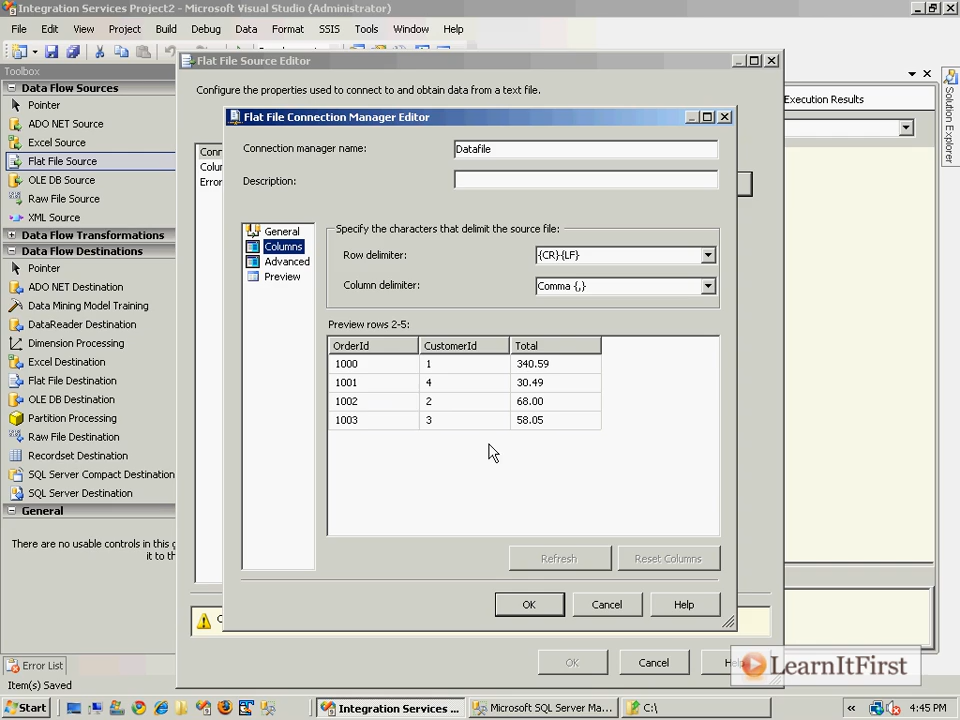 Integration Services Project2 - Microsoft Visual Studio (Administrator)
File Edit View Project Build Debug Data Format SSIS Tools Window Help
Toolbox
Data Flow Sources
Pointer
ADO NET Source
Excel Source
Flat File Source
OLE DB Source
Raw File Source
XML Source
Data Flow Transformations
Data Flow Destinations
Pointer
ADO NET Destination
Data Mining Model Training
DataReader Destination
Dimension Processing
Excel Destination
Flat File Destination
OLE DB Destination
Partition Processing
Raw File Destination
Recordset Destination
SQL Server Compact Destination
SQL Server Destination
General
There are no usable controls in this g
it to th
Flat File Source Editor
Configure the properties used to connect to and obtain data from a text file.
Conn
Colu
Error
Flat File Connection Manager Editor
Connection manager name: Datafile
Description:
General
Columns
Advanced
Preview
Specify the characters that delimit the source file:
Row delimiter: {CR}{LF}
Column delimiter: Comma {,}
Preview rows 2-5:
OrderId CustomerId Total
1000 1 340.59
1001 4 30.49
1002 2 68.00
1003 3 58.05
Refresh Reset Columns
OK Cancel Help
OK Cancel Help
Execution Results
Solution Explorer
LearnItFirst
Error List
Item(s) Saved
Start Integration Services ... Microsoft SQL Server Ma... C:\ « 4:45 PM